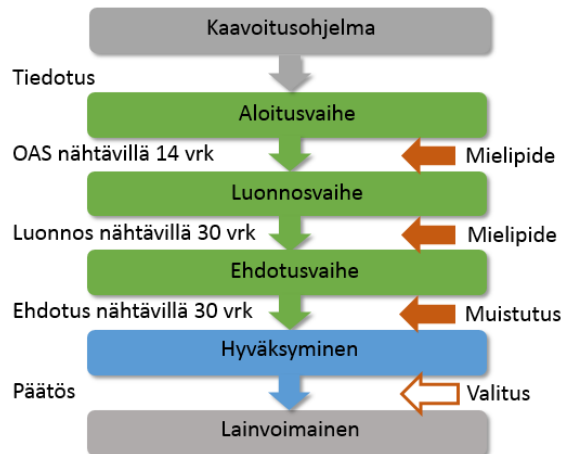 Kaavoitusohjelma
Tiedotus
Aloitusvaihe
OAS nähtävillä 14 vrk
Mielipide
Luonnosvaihe
Luonnos nähtävillä 30 vrk
Mielipide
Ehdotusvaihe
Ehdotus nähtävillä 30 vrk
Muistutus
Hyväksyminen
Päätös
Valitus
Lainvoimainen